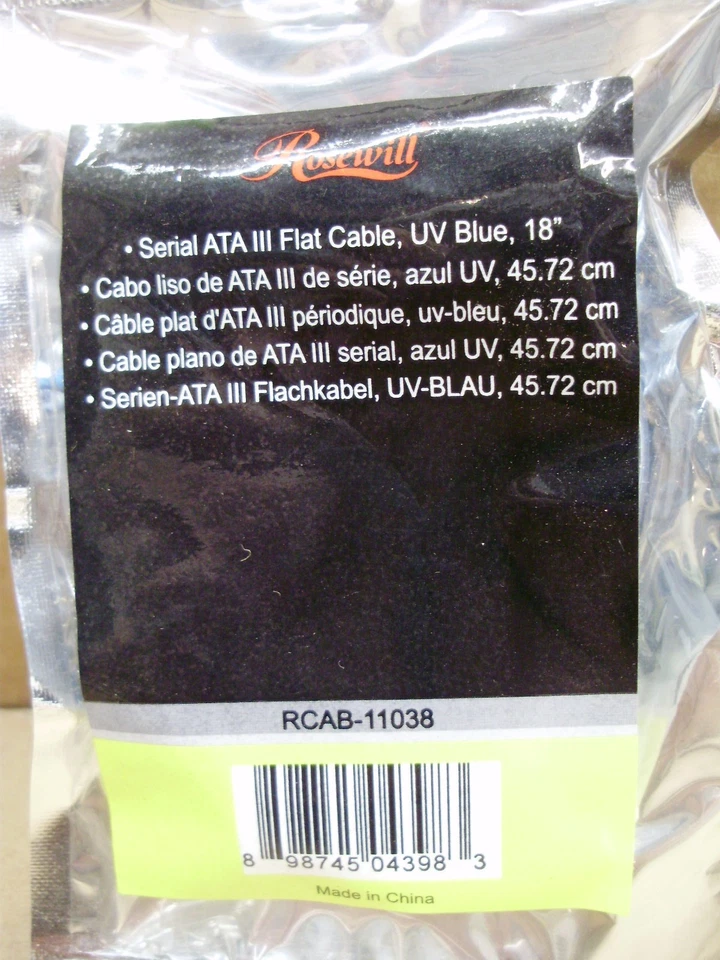 Rosewill
• Serial ATA III Flat Cable, UV Blue, 18”
• Cabo liso de ATA III de série, azul UV, 45.72 cm
• Câble plat d'ATA III périodique, uv-bleu, 45.72 cm
• Cable plano de ATA III serial, azul UV, 45.72 cm
• Serien-ATA III Flachkabel, UV-BLAU, 45.72 cm
RCAB-11038
8 98745 04398 3
Made in China